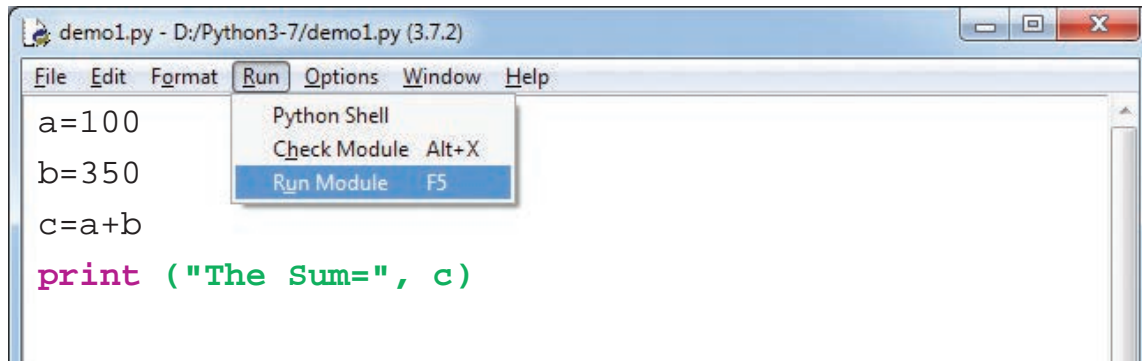 demo1.py - D:/Python3-7/demo1.py (3.7.2)
File Edit Format Run Options Window Help
Python Shell
Check Module Alt+X
Run Module F5
a=100
b=350
c=a+b
print ("The Sum=", c)